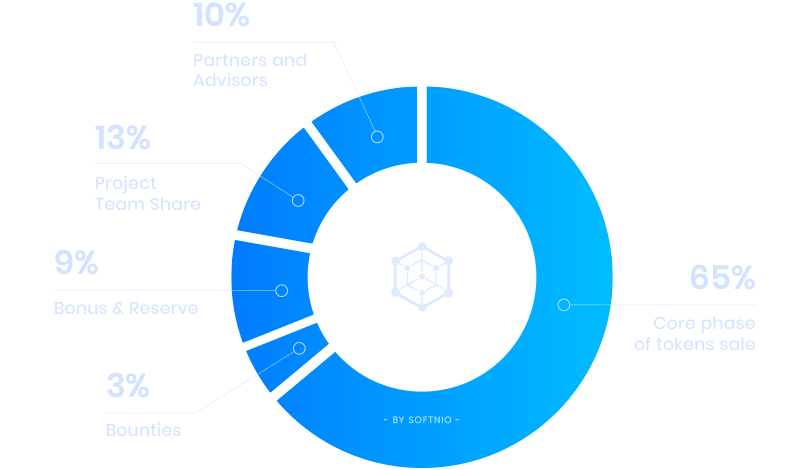 10%
Partners and
Advisors
13%
Project
Team Share
9%
Bonus & Reserve
65%
Core phase
of tokens sale
3%
Bounties
- BY SOFTNIO -